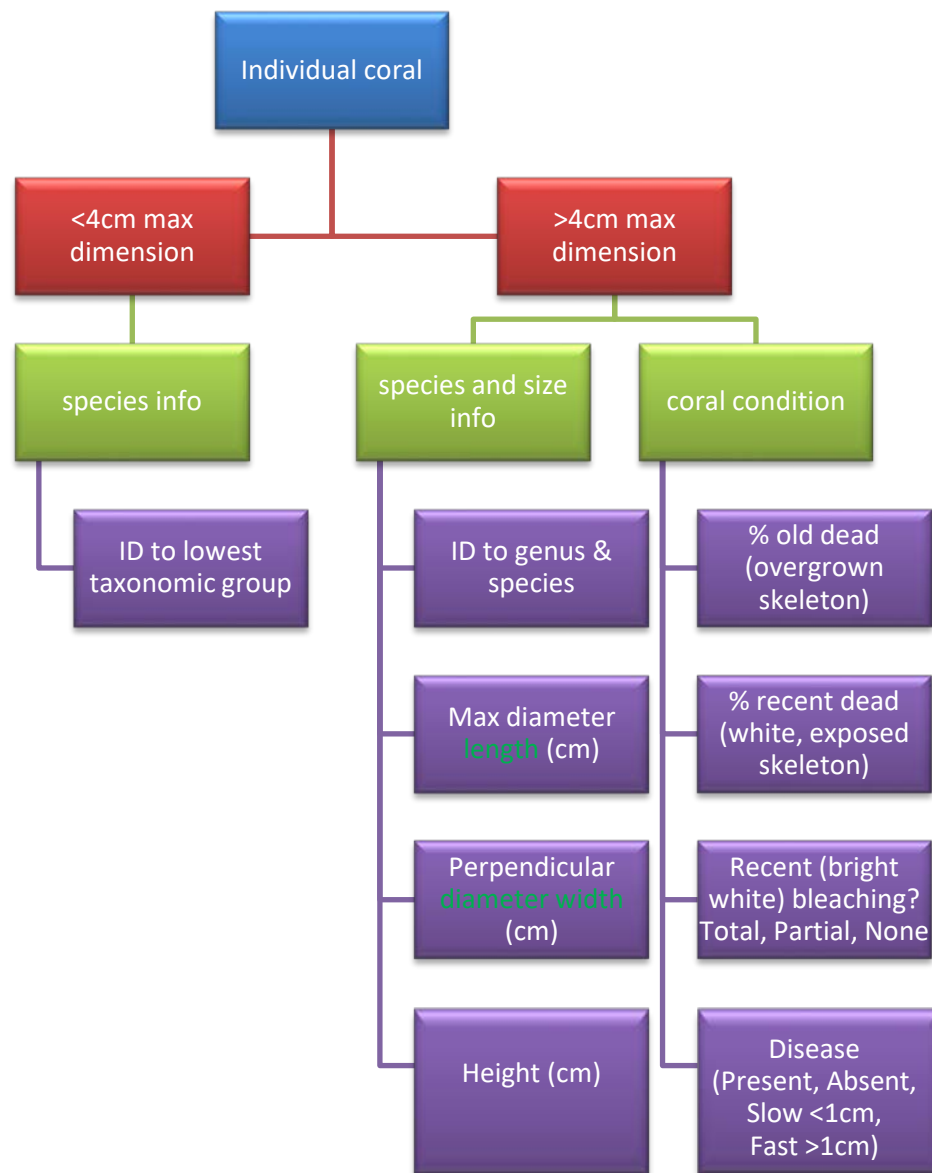 Individual coral
<4cm max
dimension
>4cm max
dimension
species info
species and size
info
coral condition
ID to lowest
taxonomic group
ID to genus &
species
% old dead
(overgrown
skeleton)
Max diameter
length (cm)
% recent dead
(white, exposed
skeleton)
Perpendicular
diameter width
(cm)
Recent (bright
white) bleaching?
Total, Partial, None
Height (cm)
Disease
(Present, Absent,
Slow <1cm,
Fast >1cm)